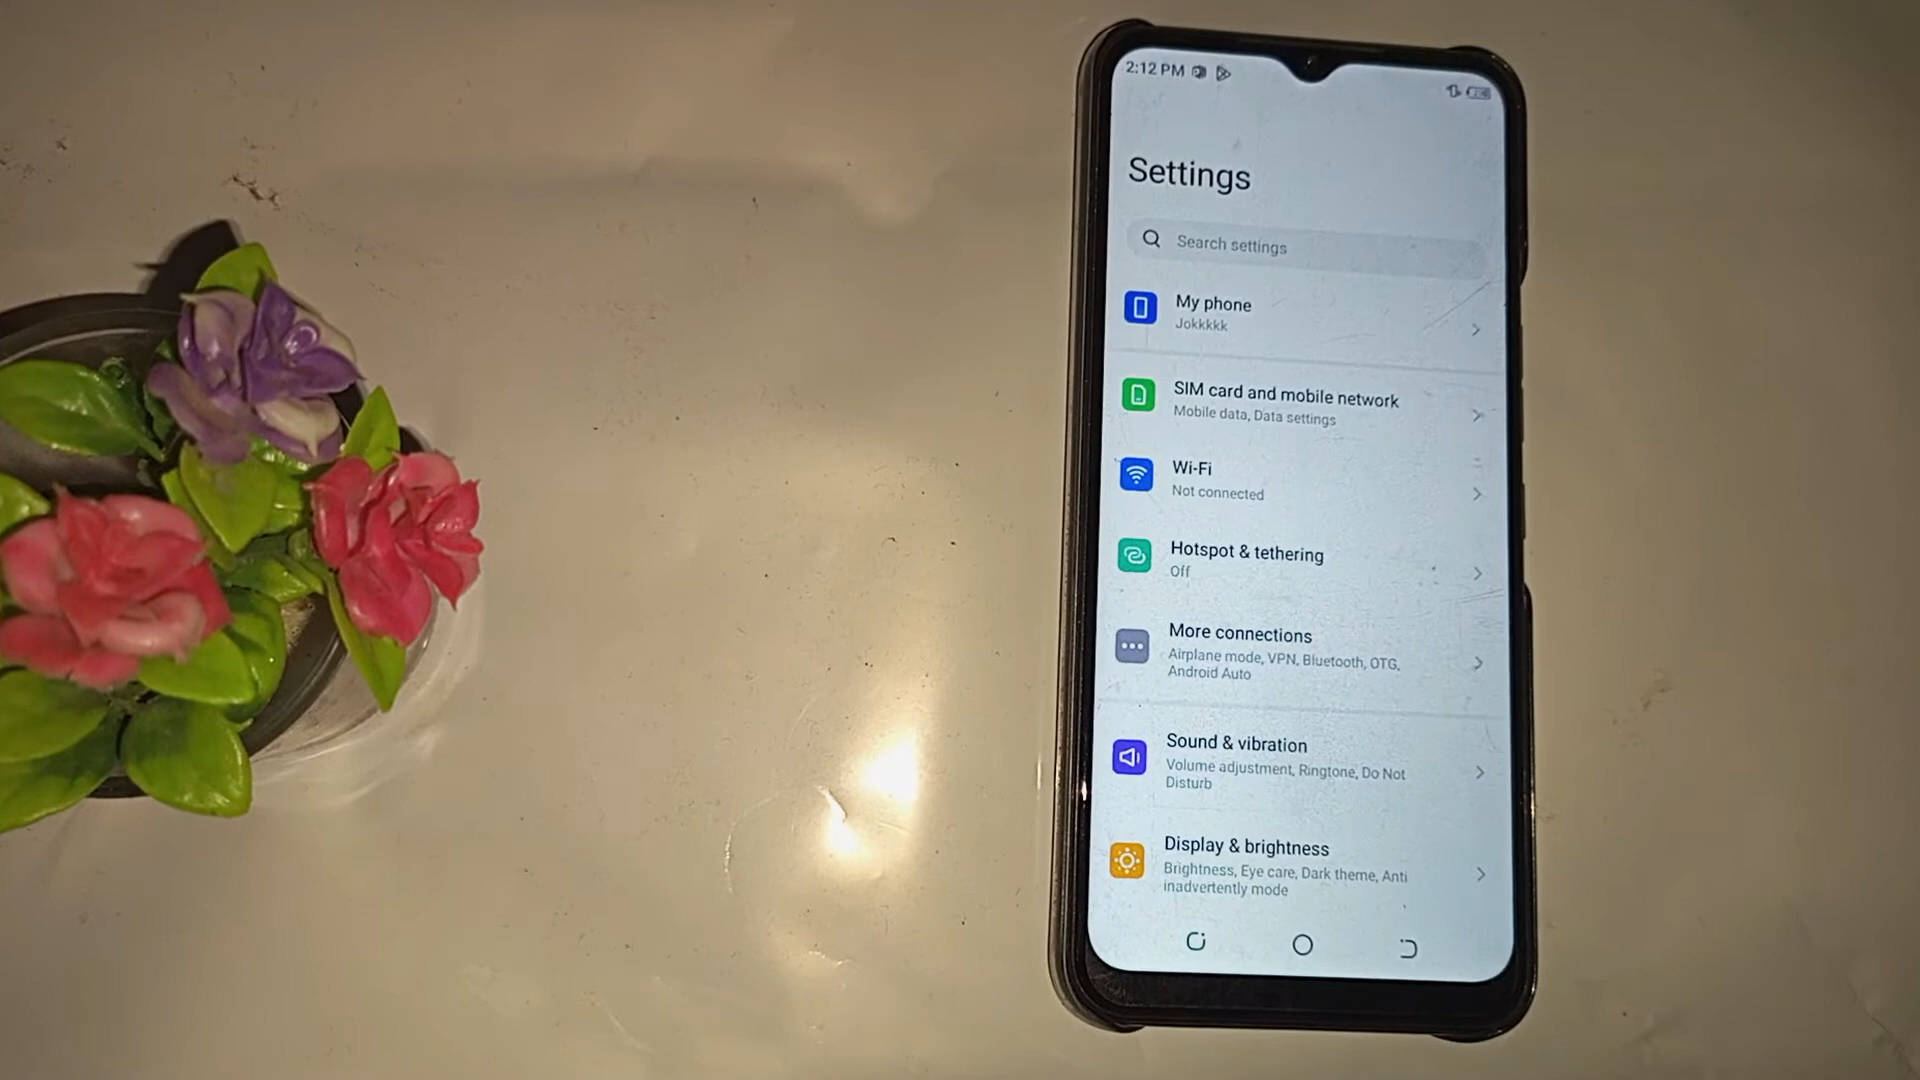 2:12 PM
Settings
Search settings
My phone
Jokkkkk
SIM card and mobile network
Mobile data, Data settings
Wi-Fi
Not connected
Hotspot & tethering
Off
More connections
Airplane mode, VPN, Bluetooth, OTG,
Android Auto
Sound & vibration
Volume adjustment, Ringtone, Do Not
Disturb
Display & brightness
Brightness, Eye care, Dark theme, Anti
inadvertently mode